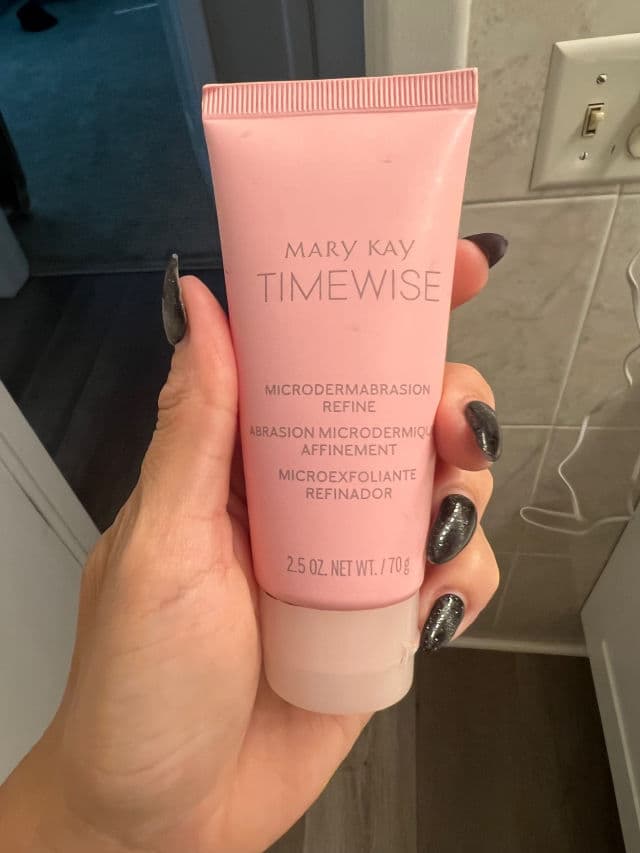 MARY KAY
TIMEWISE
MICRODERMABRASION
REFINE
ABRASION MICRODERMIQU
AFFINEMENT
MICROEXFOLIANTE
REFINADOR
2.5 OZ. NET WT. / 70 g